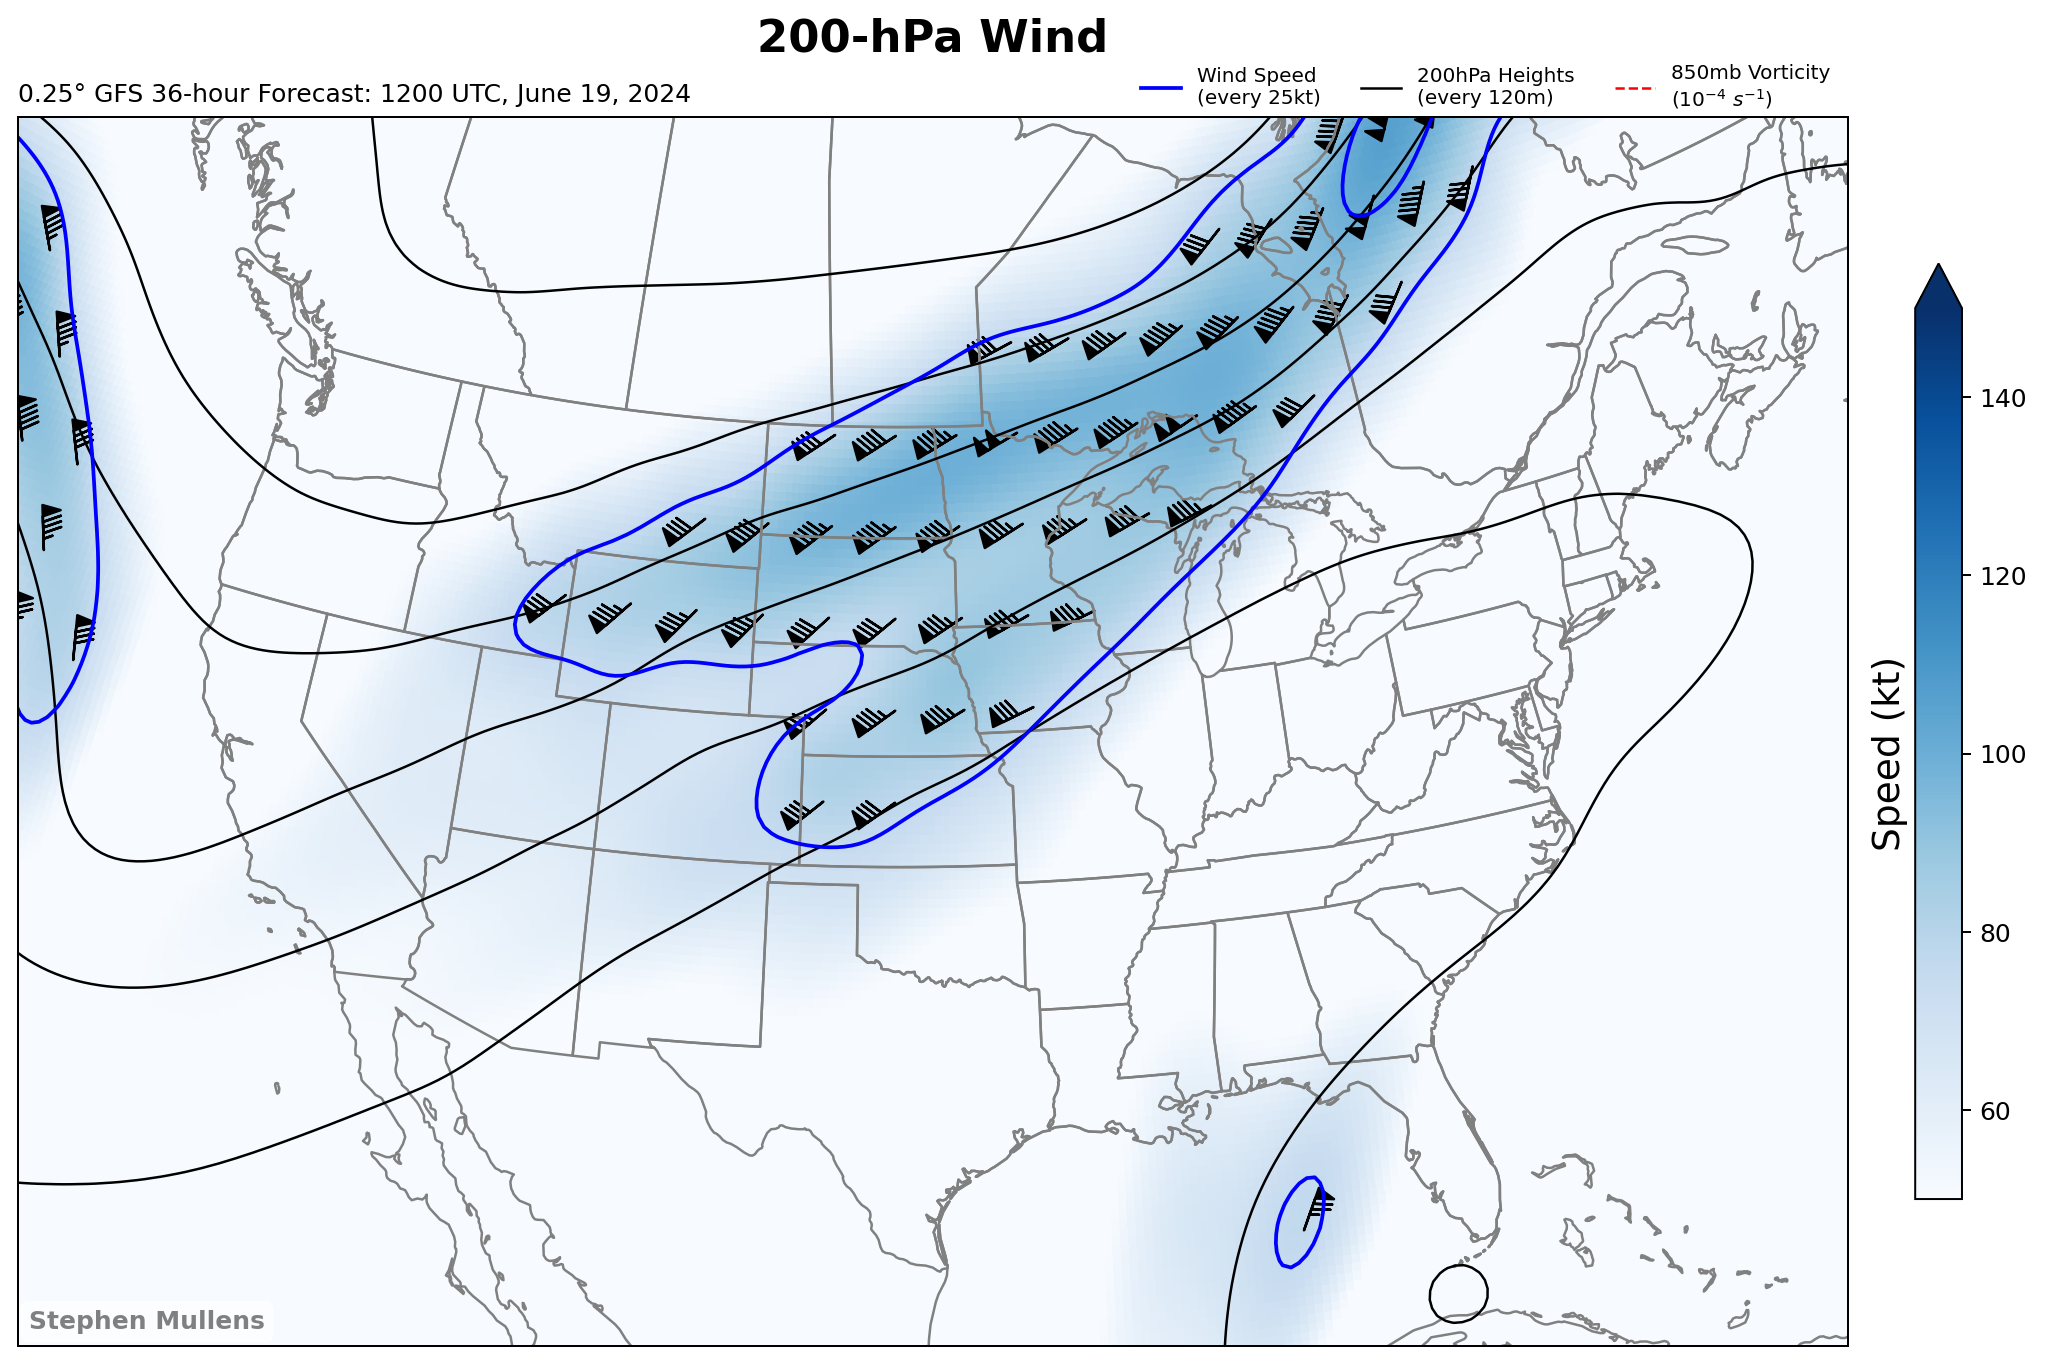 200-hPa Wind
0.25° GFS 36-hour Forecast: 1200 UTC, June 19, 2024
Wind Speed
(every 25kt)
200hPa Heights
(every 120m)
850mb Vorticity
(10⁻⁴ s⁻¹)
140
120
100
80
60
Speed (kt)
Stephen Mullens